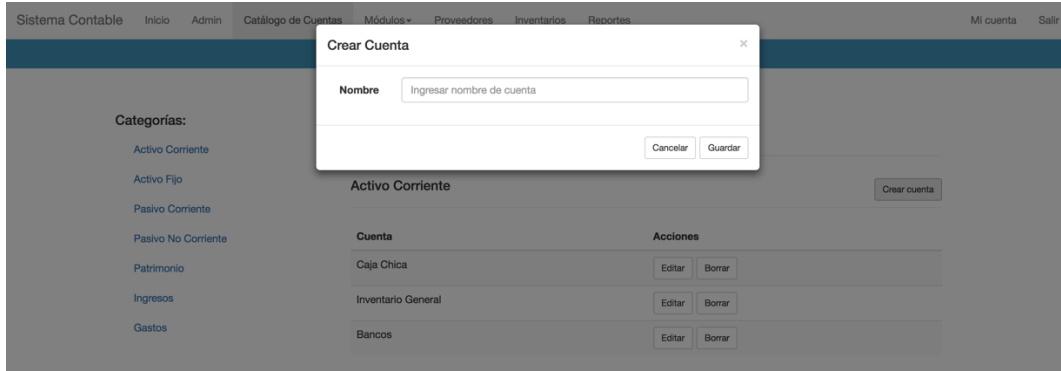 Sistema Contable Inicio Admin Catálogo de Cuentas Módulos Proveedores Inventarios Reportes Mi cuenta Salir
Crear Cuenta ×
Nombre Ingresar nombre de cuenta
Cancelar Guardar
Categorías:
Activo Corriente
Activo Fijo
Pasivo Corriente
Pasivo No Corriente
Patrimonio
Ingresos
Gastos
Activo Corriente Crear cuenta
Cuenta Acciones
Caja Chica Editar Borrar
Inventario General Editar Borrar
Bancos Editar Borrar